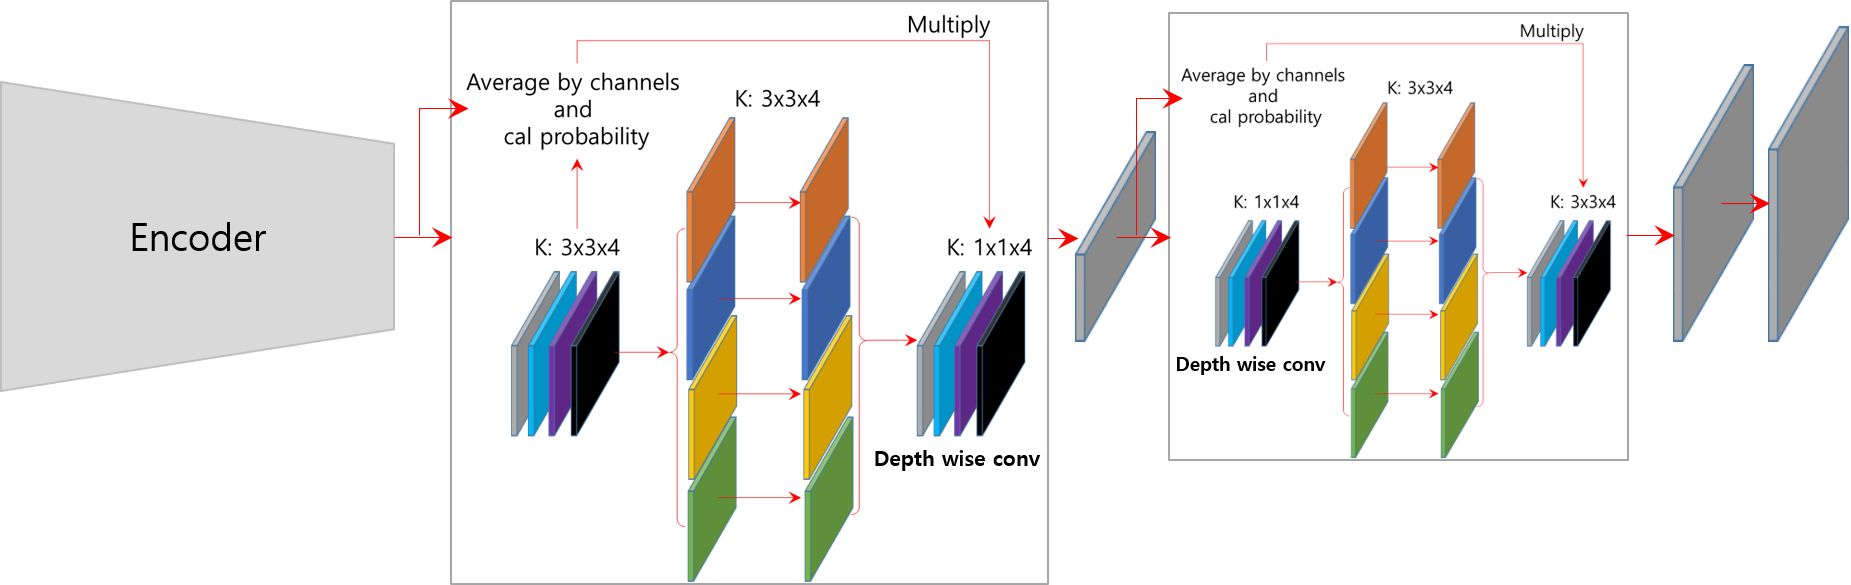 Encoder
Multiply
Average by channels
and
cal probability
K: 3x3x4
K: 3x3x4
K: 1x1x4
Depth wise conv
Multiply
Average by channels
and
cal probability
K: 3x3x4
K: 1x1x4
K: 3x3x4
Depth wise conv